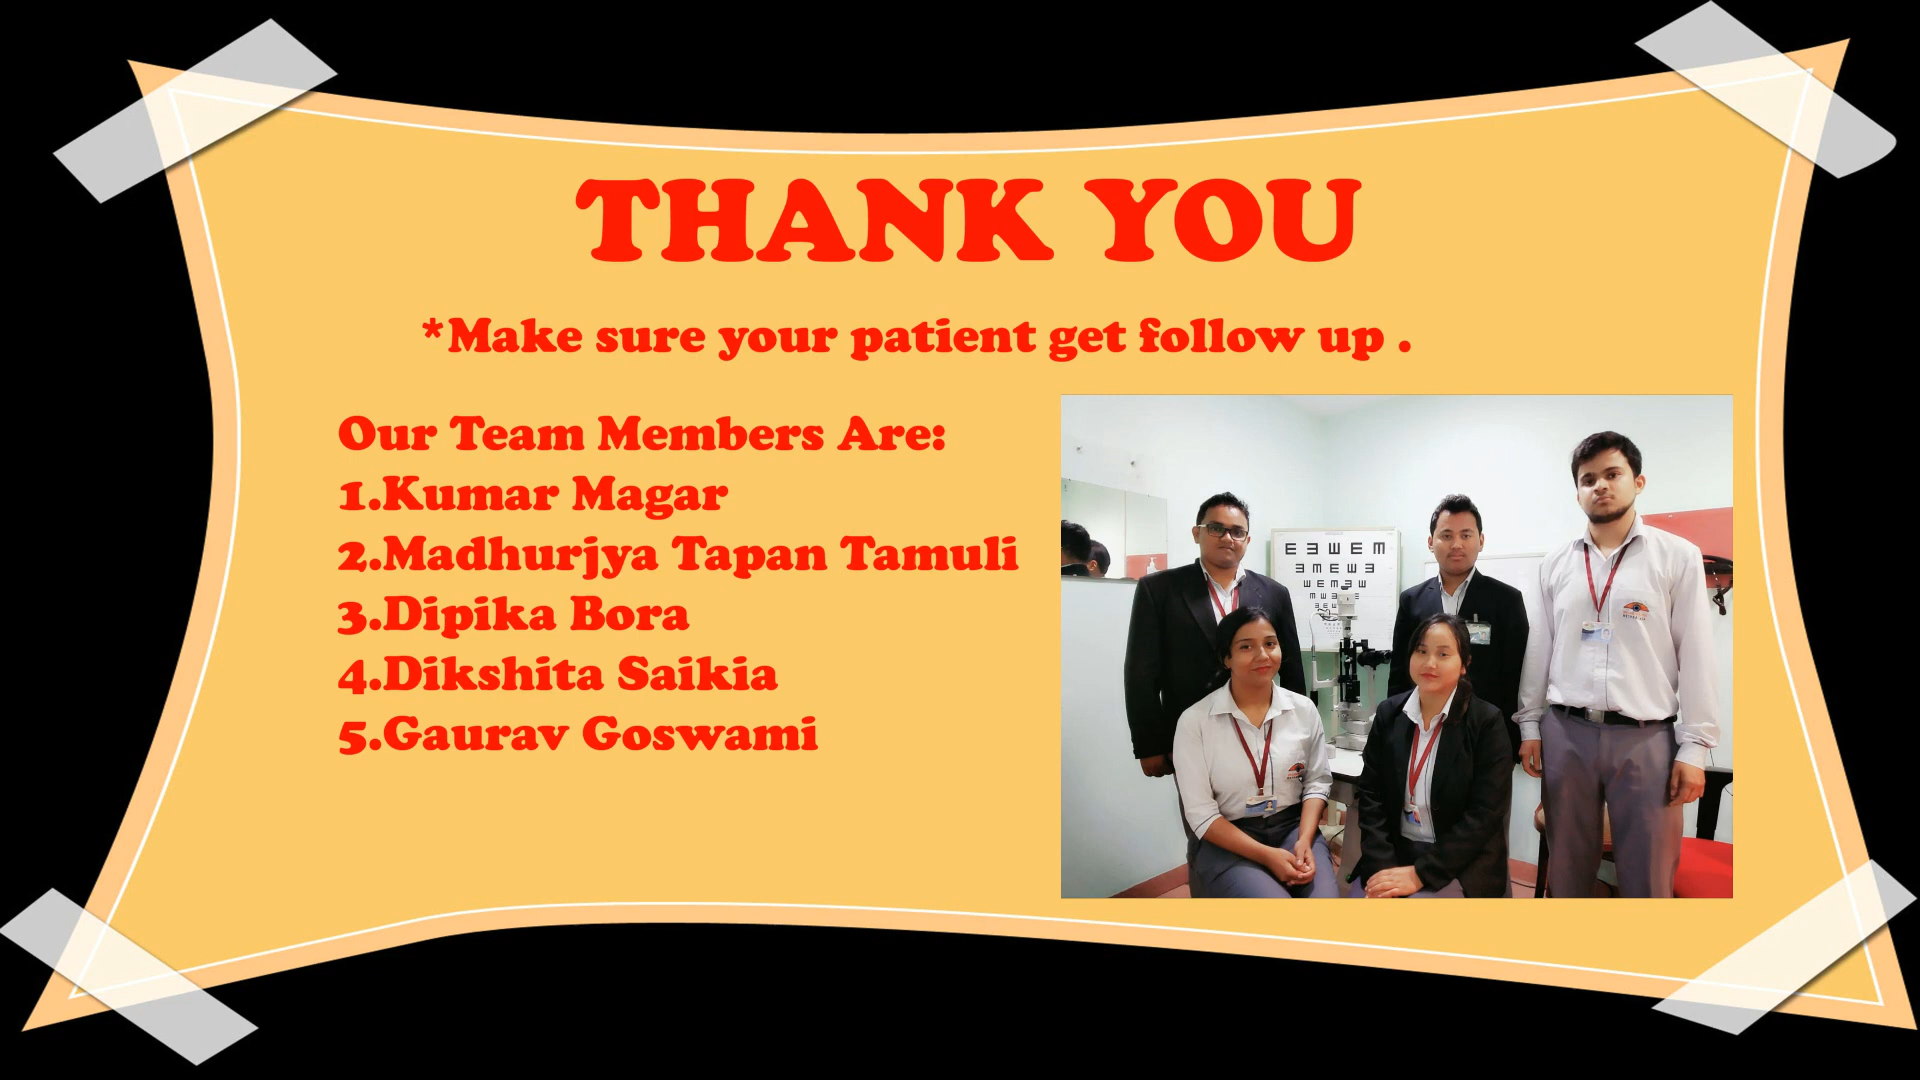 THANK YOU
*Make sure your patient get follow up .
Our Team Members Are:
1.Kumar Magar
2.Madhurjya Tapan Tamuli
3.Dipika Bora
4.Dikshita Saikia
5.Gaurav Goswami
E Ǝ W E M
Ǝ M E W Ǝ
W E M Ǝ W